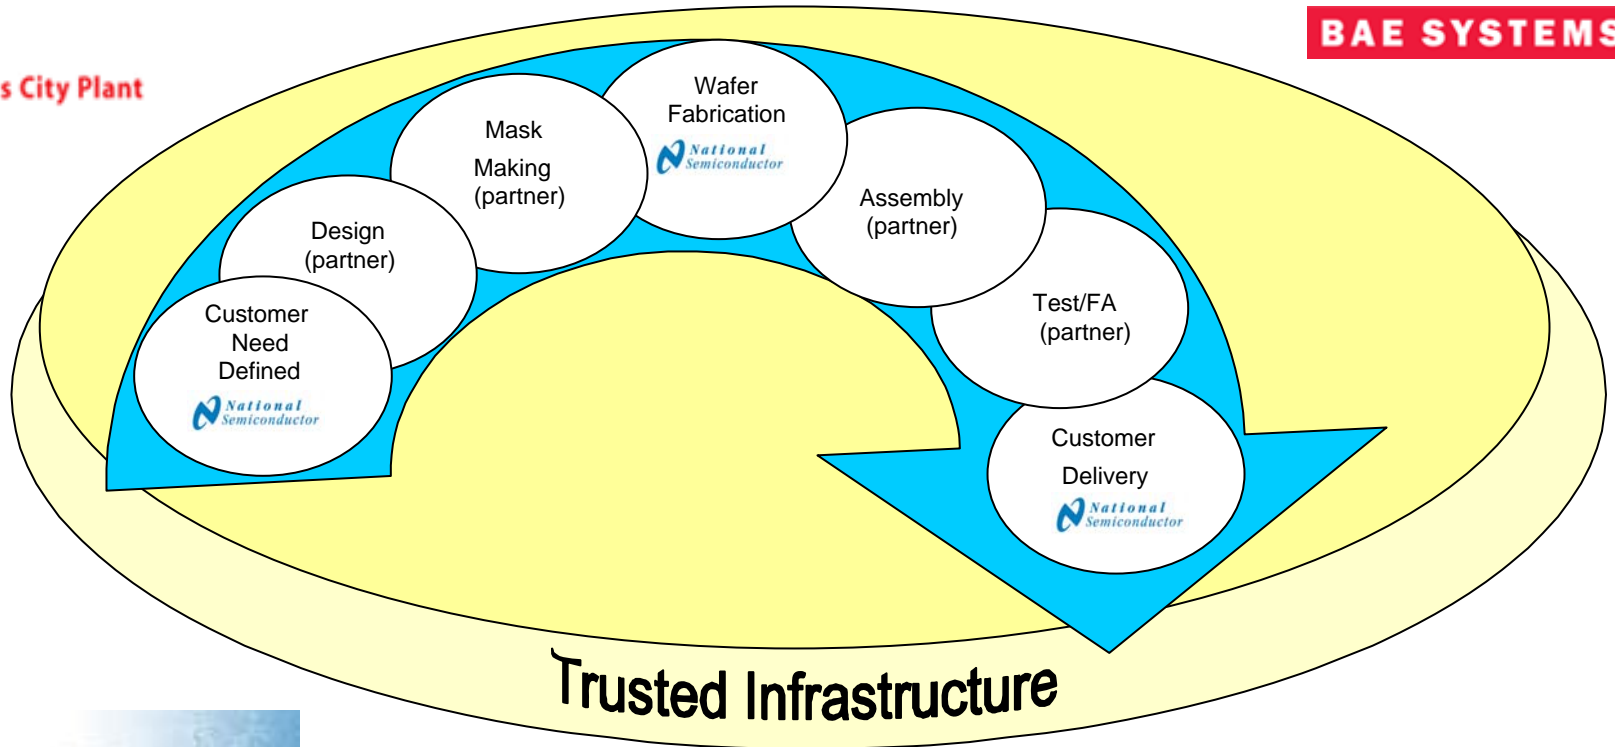 BAE SYSTEMS
s City Plant
Wafer
Fabrication
National
Semiconductor
Mask
Making
(partner)
Design
(partner)
Customer
Need
Defined
National
Semiconductor
Assembly
(partner)
Test/FA
(partner)
Customer
Delivery
National
Semiconductor
Trusted Infrastructure